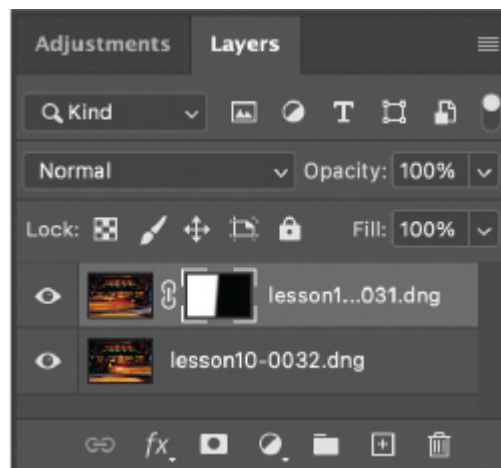 Adjustments Layers
Kind
Normal Opacity: 100%
Lock: Fill: 100%
lesson1...031.dng
lesson10-0032.dng
fx